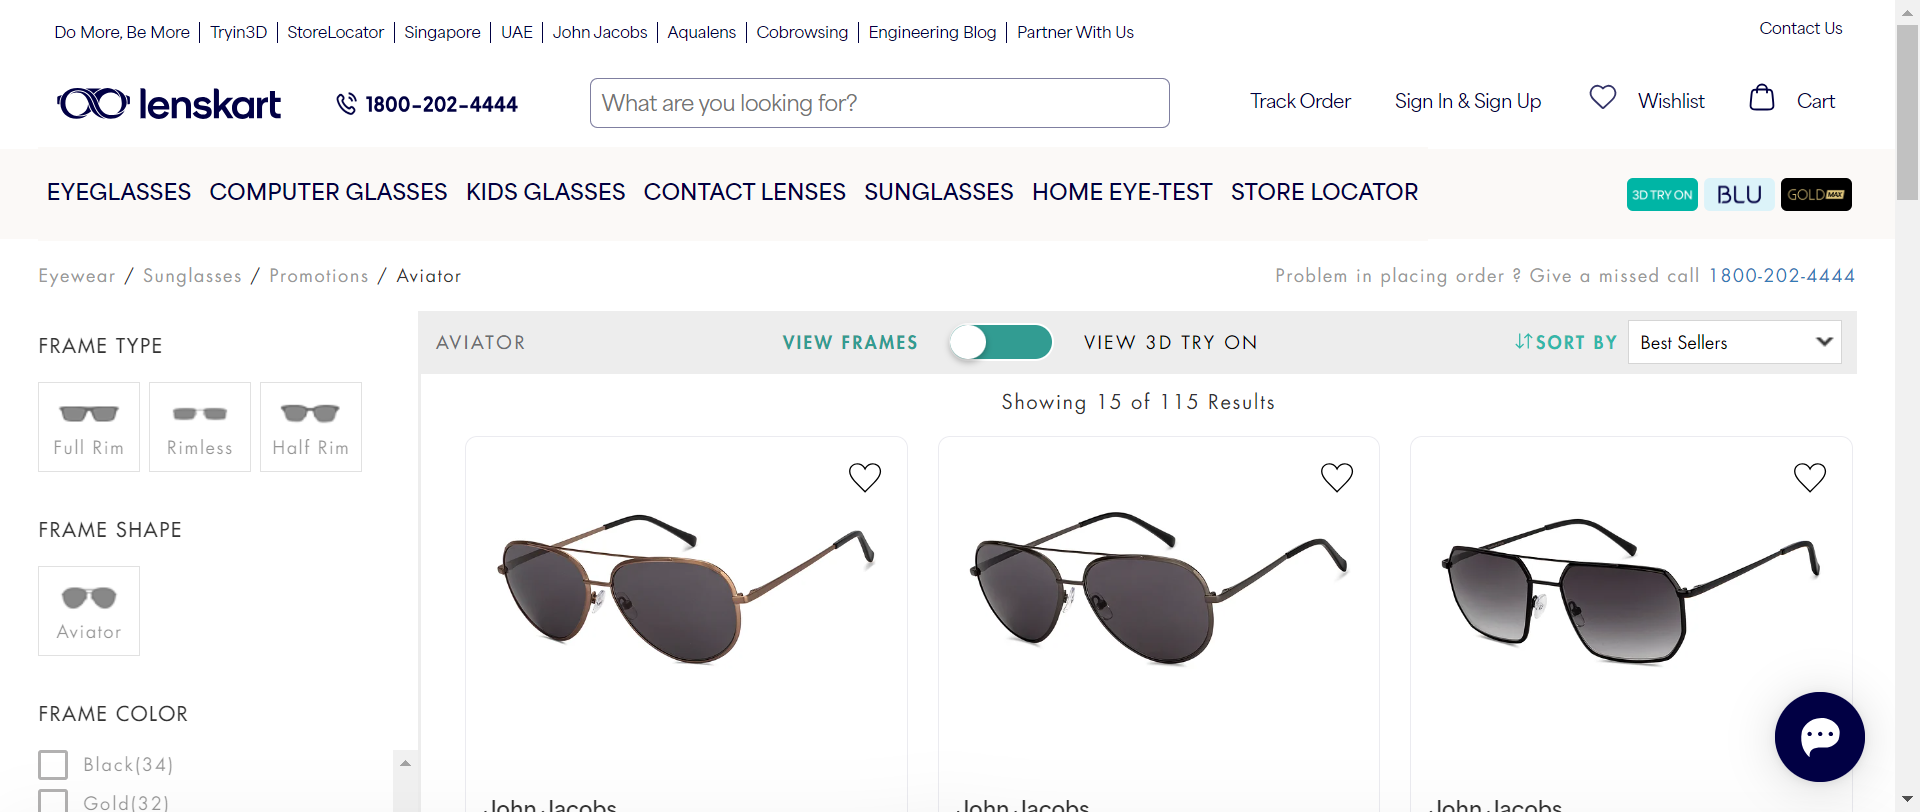 Do More, Be More Tryin3D StoreLocator Singapore UAE John Jacobs Aqualens Cobrowsing Engineering Blog Partner With Us
Contact Us
lenskart
1800-202-4444
What are you looking for?
Track Order
Sign In & Sign Up
Wishlist
Cart
EYEGLASSES COMPUTER GLASSES KIDS GLASSES CONTACT LENSES SUNGLASSES HOME EYE-TEST STORE LOCATOR
3D TRY ON
BLU
GOLD MAX
Eyewear / Sunglasses / Promotions / Aviator
Problem in placing order ? Give a missed call 1800-202-4444
FRAME TYPE
Full Rim
Rimless
Half Rim
FRAME SHAPE
Aviator
FRAME COLOR
Black(34)
Gold(32)
AVIATOR
VIEW FRAMES
VIEW 3D TRY ON
SORT BY
Best Sellers
Showing 15 of 115 Results
John Jacobs
John Jacobs
John Jacobs